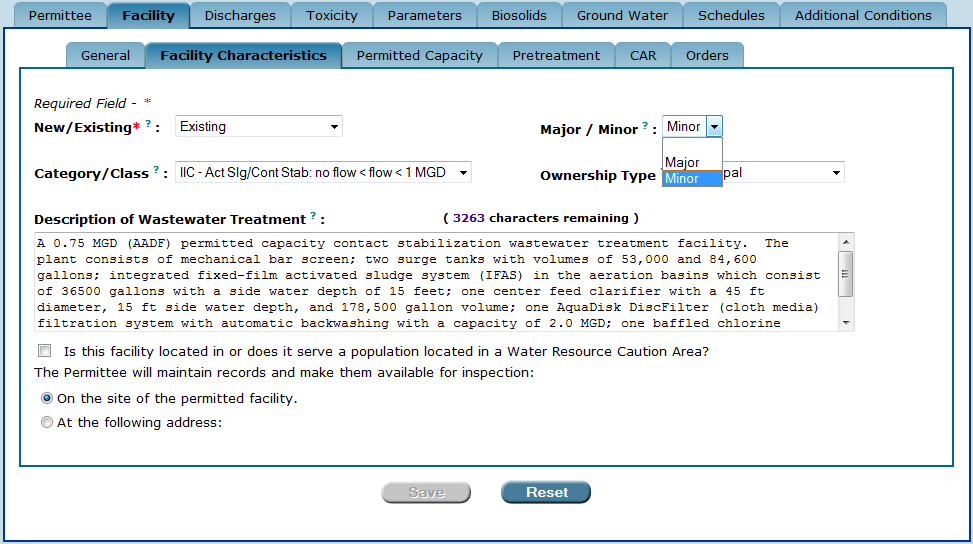 Permittee Facility Discharges Toxicity Parameters Biosolids Ground Water Schedules Additional Conditions
General Facility Characteristics Permitted Capacity Pretreatment CAR Orders
Required Field - *
New/Existing* ? : Existing Major / Minor ? : Minor
Major
Minor
Category/Class ? : IIC - Act Slg/Cont Stab: no flow < flow < 1 MGD Ownership Type pal
Description of Wastewater Treatment ? : ( 3263 characters remaining )
A 0.75 MGD (AADF) permitted capacity contact stabilization wastewater treatment facility. The
plant consists of mechanical bar screen; two surge tanks with volumes of 53,000 and 84,600
gallons; integrated fixed-film activated sludge system (IFAS) in the aeration basins which consist
of 36500 gallons with a side water depth of 15 feet; one center feed clarifier with a 45 ft
diameter, 15 ft side water depth, and 178,500 gallon volume; one AquaDisk DiscFilter (cloth media)
filtration system with automatic backwashing with a capacity of 2.0 MGD; one baffled chlorine
Is this facility located in or does it serve a population located in a Water Resource Caution Area?
The Permittee will maintain records and make them available for inspection:
On the site of the permitted facility.
At the following address:
Save Reset